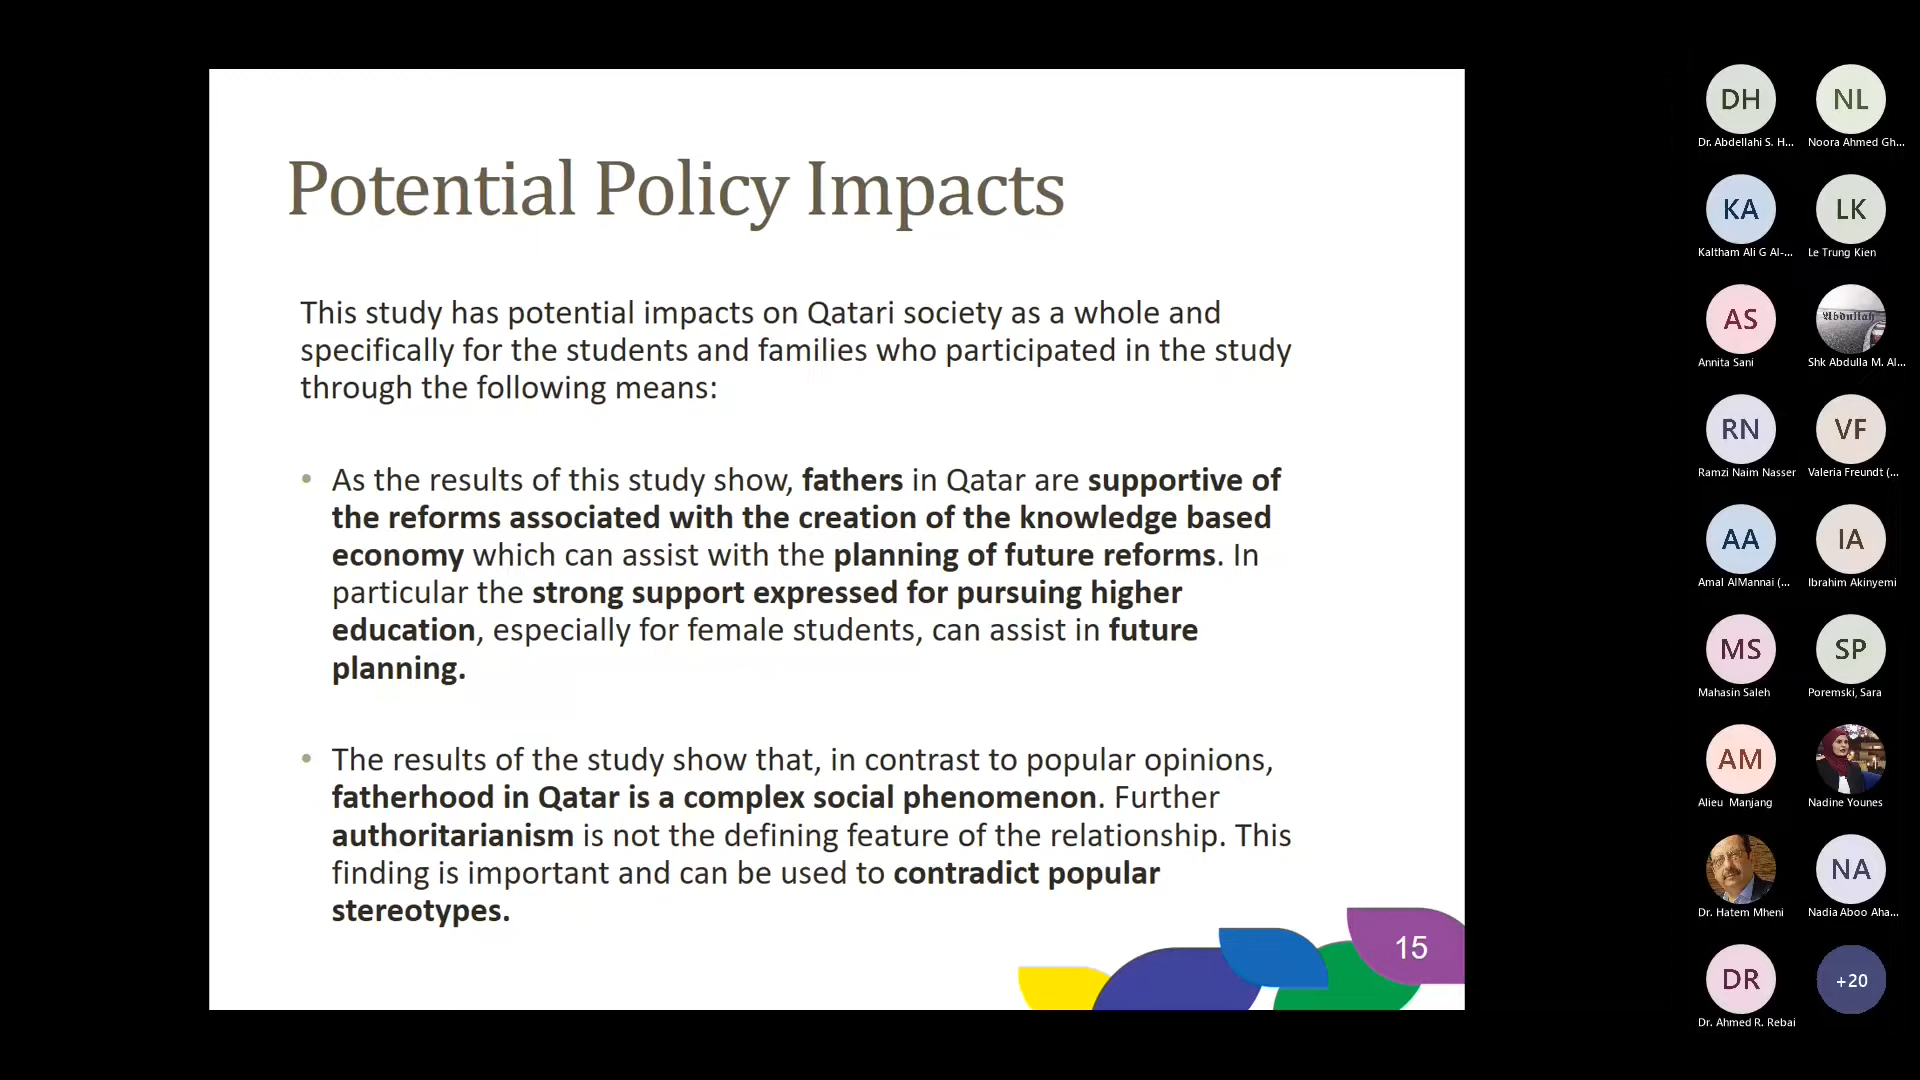 Potential Policy Impacts
This study has potential impacts on Qatari society as a whole and
specifically for the students and families who participated in the study
through the following means:
• As the results of this study show, fathers in Qatar are supportive of
the reforms associated with the creation of the knowledge based
economy which can assist with the planning of future reforms. In
particular the strong support expressed for pursuing higher
education, especially for female students, can assist in future
planning.
• The results of the study show that, in contrast to popular opinions,
fatherhood in Qatar is a complex social phenomenon. Further
authoritarianism is not the defining feature of the relationship. This
finding is important and can be used to contradict popular
stereotypes.
15
DH NL
Dr. Abdellahi S. H... Noora Ahmed Gh...
KA LK
Kaltham Ali G Al-... Le Trung Kien
AS Abdullah
Annita Sani Shk Abdulla M. Al...
RN VF
Ramzi Naim Nasser Valeria Freundt (...
AA IA
Amal AlMannai (... Ibrahim Akinyemi
MS SP
Mahasin Saleh Poremski, Sara
AM
Alieu Manjang Nadine Younes
NA
Dr. Hatem Mheni Nadia Aboo Aha...
DR +20
Dr. Ahmed R. Rebai